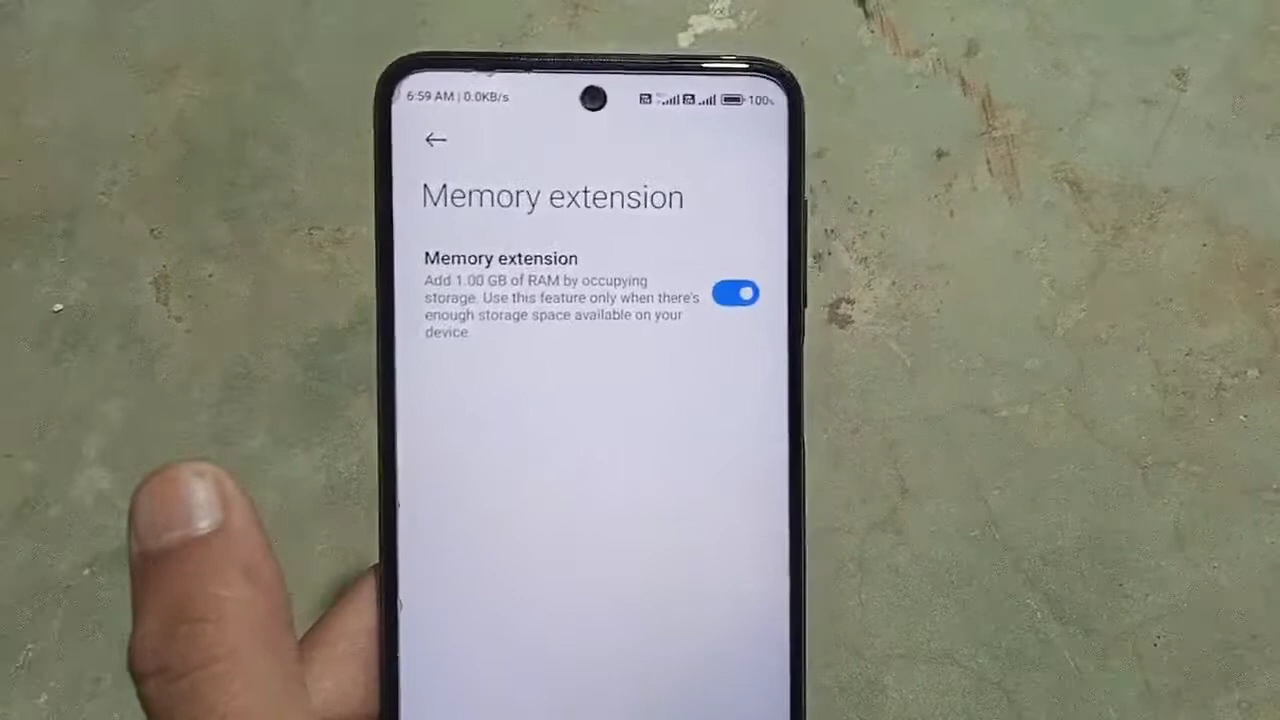 6:59 AM | 0.0KB/s
100%
Memory extension
Memory extension
Add 1.00 GB of RAM by occupying
storage. Use this feature only when there's
enough storage space available on your
device.